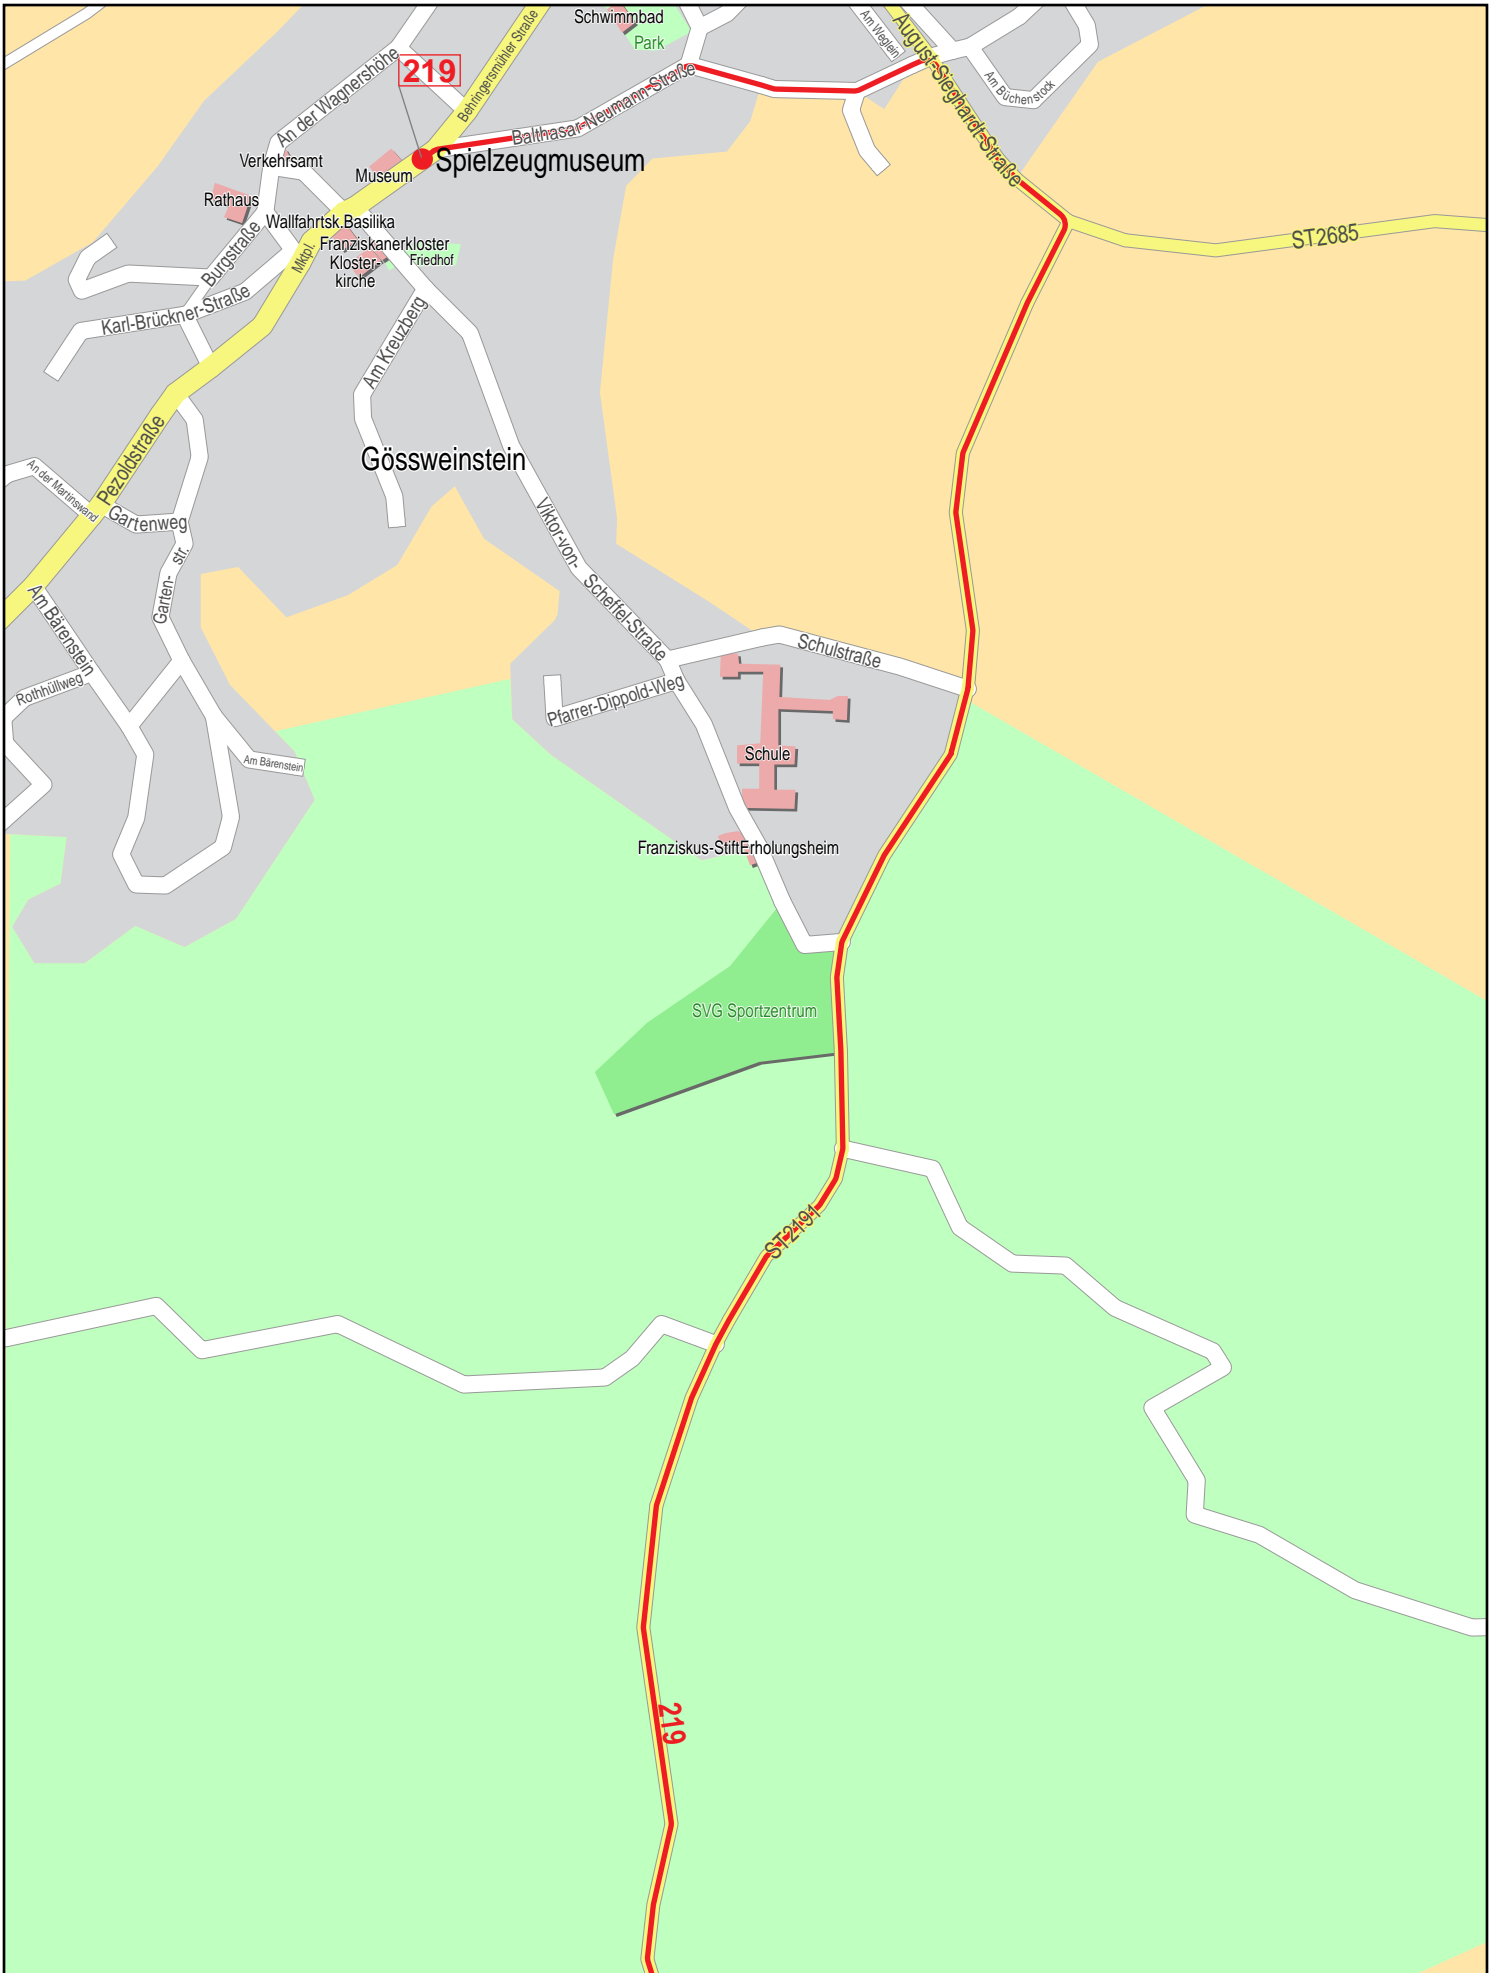 Schwimmbad
Park
Am Weglein
August-Sieghardt-Straße
Am Büchenstock
An der Wagnershöhe
219
Behringersmühler Straße
Balthasar-Neumann-Straße
Verkehrsamt
Museum
Spielzeugmuseum
Rathaus
Wallfahrtsk.Basilika
Franziskanerkloster
Friedhof
Kloster-
kirche
Mktpl.
Burgstraße
Karl-Brückner-Straße
ST2685
Am Kreuzberg
Gössweinstein
Pezoldstraße
An der Martinswand
Gartenweg
Garten- str.
Viktor-von- Scheffel-Straße
Am Bärenstein
Rothhüllweg
Schulstraße
Pfarrer-Dippold-Weg
Am Bärenstein
Schule
Franziskus-StiftErholungsheim
SVG Sportzentrum
ST2191
219